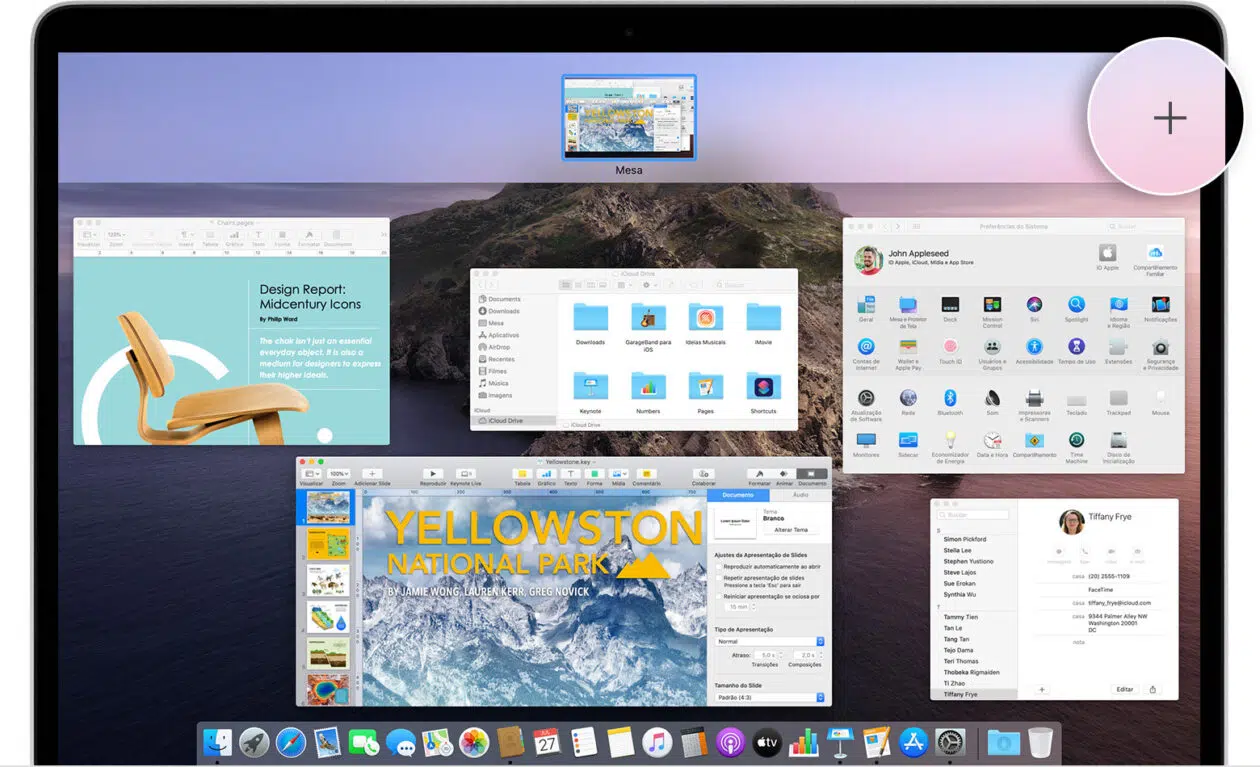 Mesa
Chairs.pages
120%
Visualizar Zoom Insere Tabela Gráfico Texto Forma Formatar Documento
Design Report:
Midcentury Icons
By Philip Ward
The chair isn't just an essential
everyday object. It is also a
medium for designers to express
their higher ideals.
iCloud Drive
Buscar
Documents
Downloads
Mesa
Aplicativos
AirDrop
Recentes
Filmes
Música
Imagens
iCloud
iCloud Drive
Downloads
GarageBand para
iOS
Ideias Musicais
iMovie
Keynote
Numbers
Pages
Shortcuts
iCloud Drive
Preferências do Sistema
Buscar
John Appleseed
ID Apple, iCloud, Mídia e App Store
ID Apple
Compartilhamento
Familiar
Geral
Mesa e Protetor
de Tela
Dock
Mission
Control
Siri
Spotlight
Idioma
e Região
Notificações
Contas de
Internet
Wallet e
Apple Pay
Touch ID
Usuários e
Grupos
Acessibilidade
Tempo de Uso
Extensões
Segurança
e Privacidade
Atualização
de Software
Rede
Bluetooth
Som
Impressoras
e Scanners
Teclado
Trackpad
Mouse
Monitores
Sidecar
Economizador
de Energia
Data e Hora
Compartilhamento
Time
Machine
Disco de
Inicialização
Yellowstone.key
100%
Visualizar Zoom Adicionar Slide Reproduzir Keynote Live Tabela Gráfico Texto Forma Mídia Comentário Colaborar Formatar Animar Documento
YELLOWSTON
NATIONAL PARK
BY JAMIE WONG, LAUREN KERR, GREG NOVICK
Documento
Áudio
Tema
Branco
Alterar Tema
Ajustes da Apresentação de Slides
Reproduzir automaticamente ao abrir
Repetir apresentação de slides
Pressione a tecla 'Esc' para sair
Reiniciar apresentação se ociosa por
15 min
Tipo de Apresentação
Normal
Atraso: 5,0 s 2,0 s
Transições Composições
Tamanho do Slide
Padrão (4:3)
Buscar
S
Simon Pickford
Stella Lee
Stephen Yustiono
Steve Lajos
Sue Erokan
Synthia Wu
T
Tammy Tien
Tan Le
Tang Tan
Tejo Dama
Teri Thomas
Thobeka Rigmaiden
Ti Zhao
Tiffany Frye
Tiffany Frye
casa (20) 2555-1109
FaceTime
casa tiffany_frye@icloud.com
casa 9344 Palmer Alley NW
Washington 20001
DC
nota
Editar
JUL
27
tv